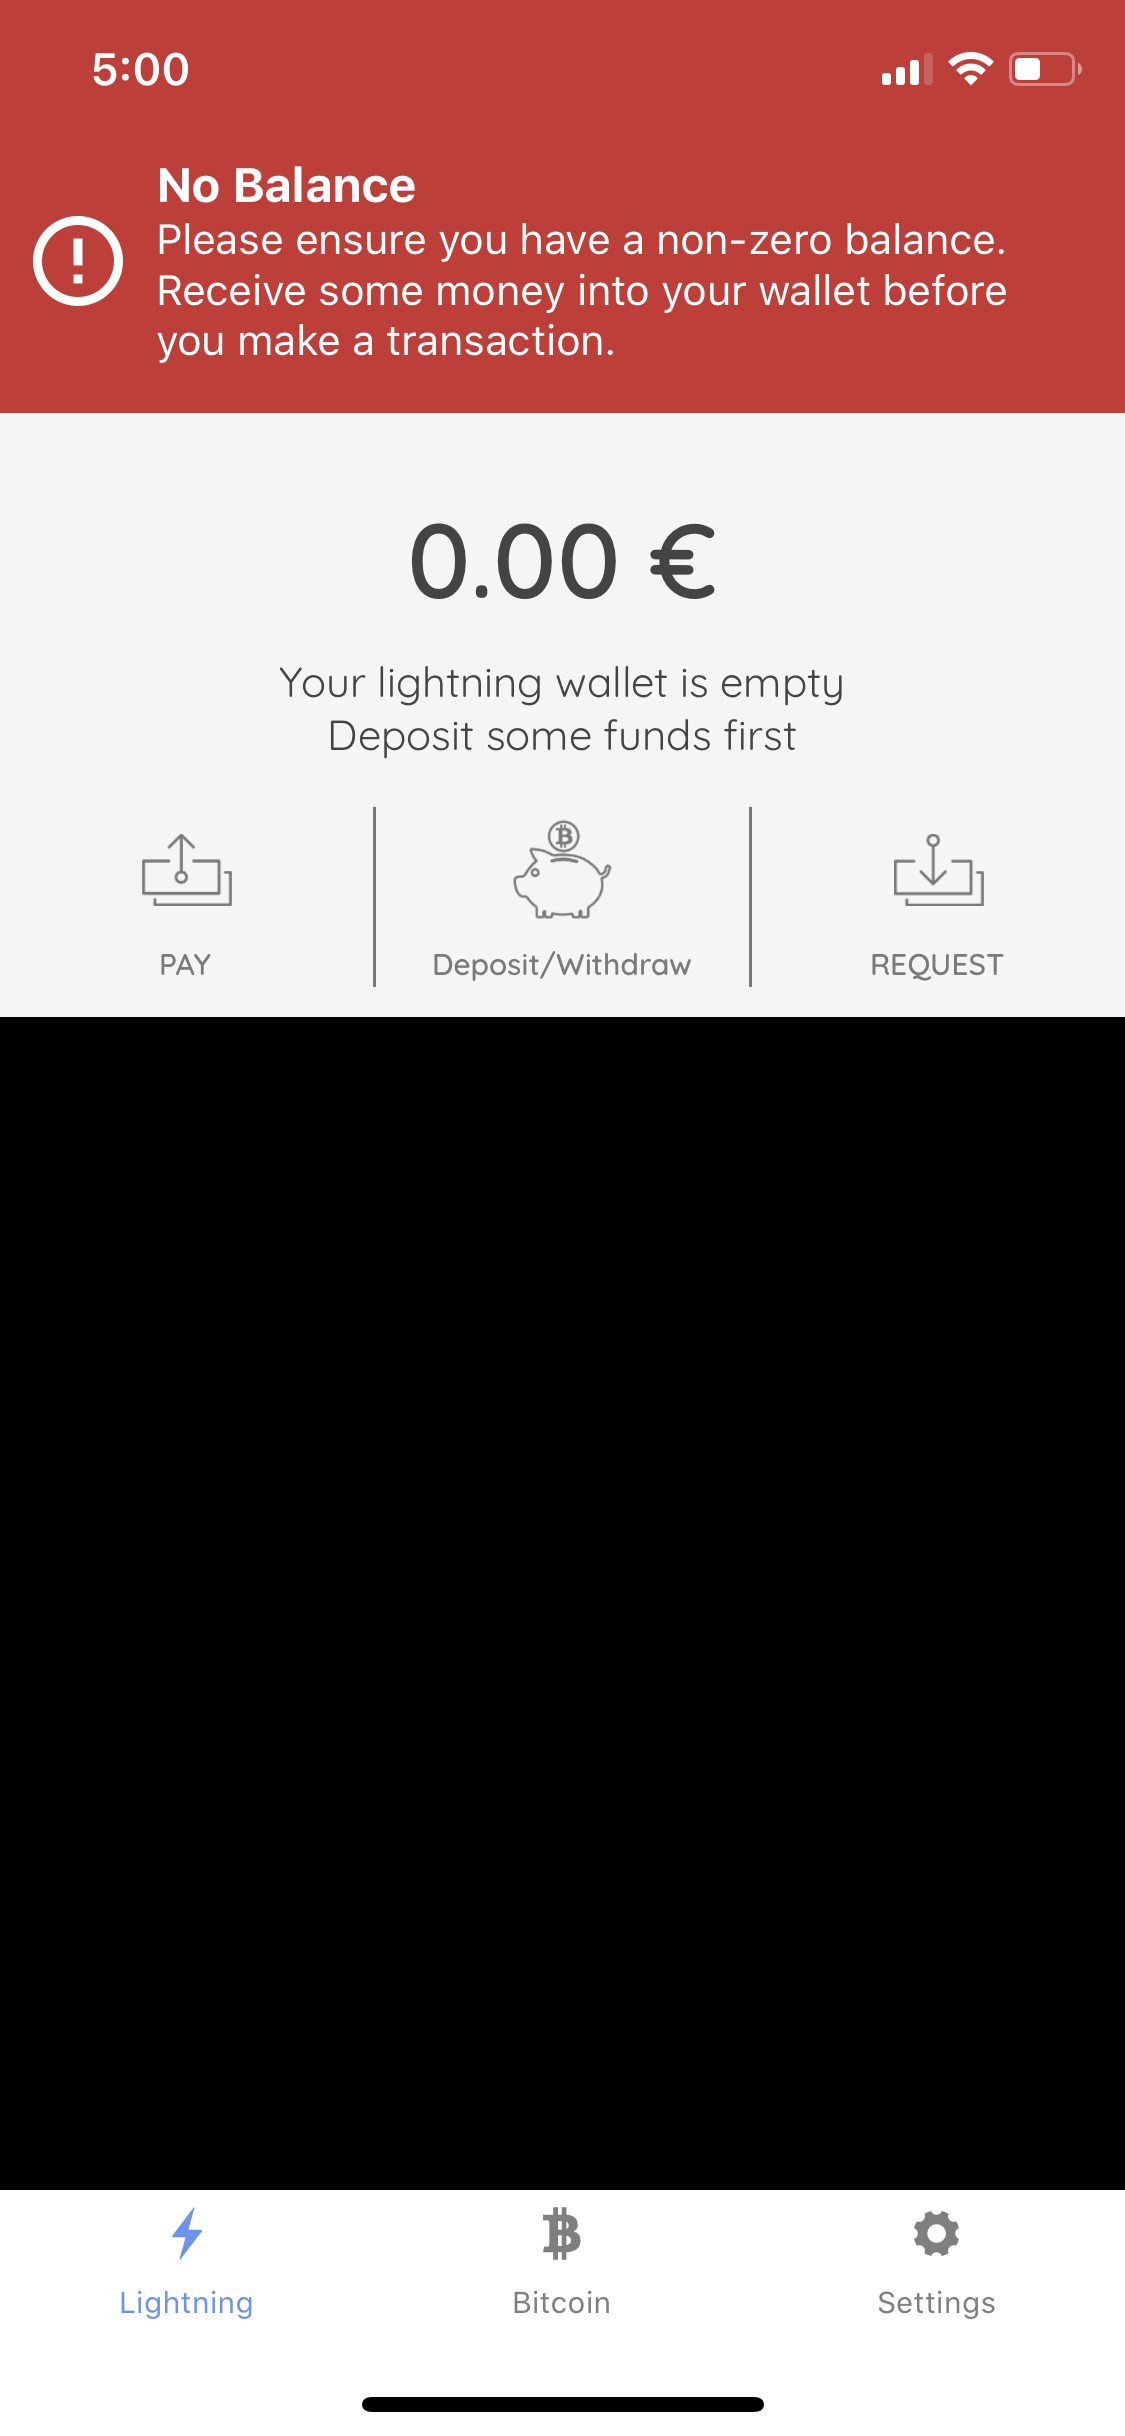 5:00
No Balance
Please ensure you have a non-zero balance.
Receive some money into your wallet before
you make a transaction.
0.00 €
Your lightning wallet is empty
Deposit some funds first
PAY
Deposit/Withdraw
REQUEST
Lightning
Bitcoin
Settings